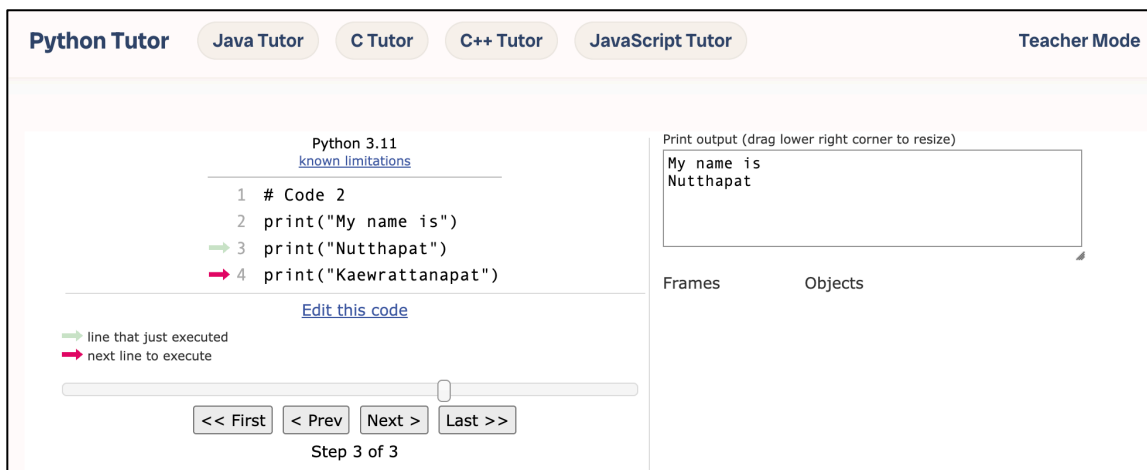 Python Tutor Java Tutor C Tutor C++ Tutor JavaScript Tutor Teacher Mode
Python 3.11
known limitations
1 # Code 2
2 print("My name is")
3 print("Nutthapat")
4 print("Kaewrattanapat")
Edit this code
line that just executed
next line to execute
<< First < Prev Next > Last >>
Step 3 of 3
Print output (drag lower right corner to resize)
My name is
Nutthapat
Frames Objects